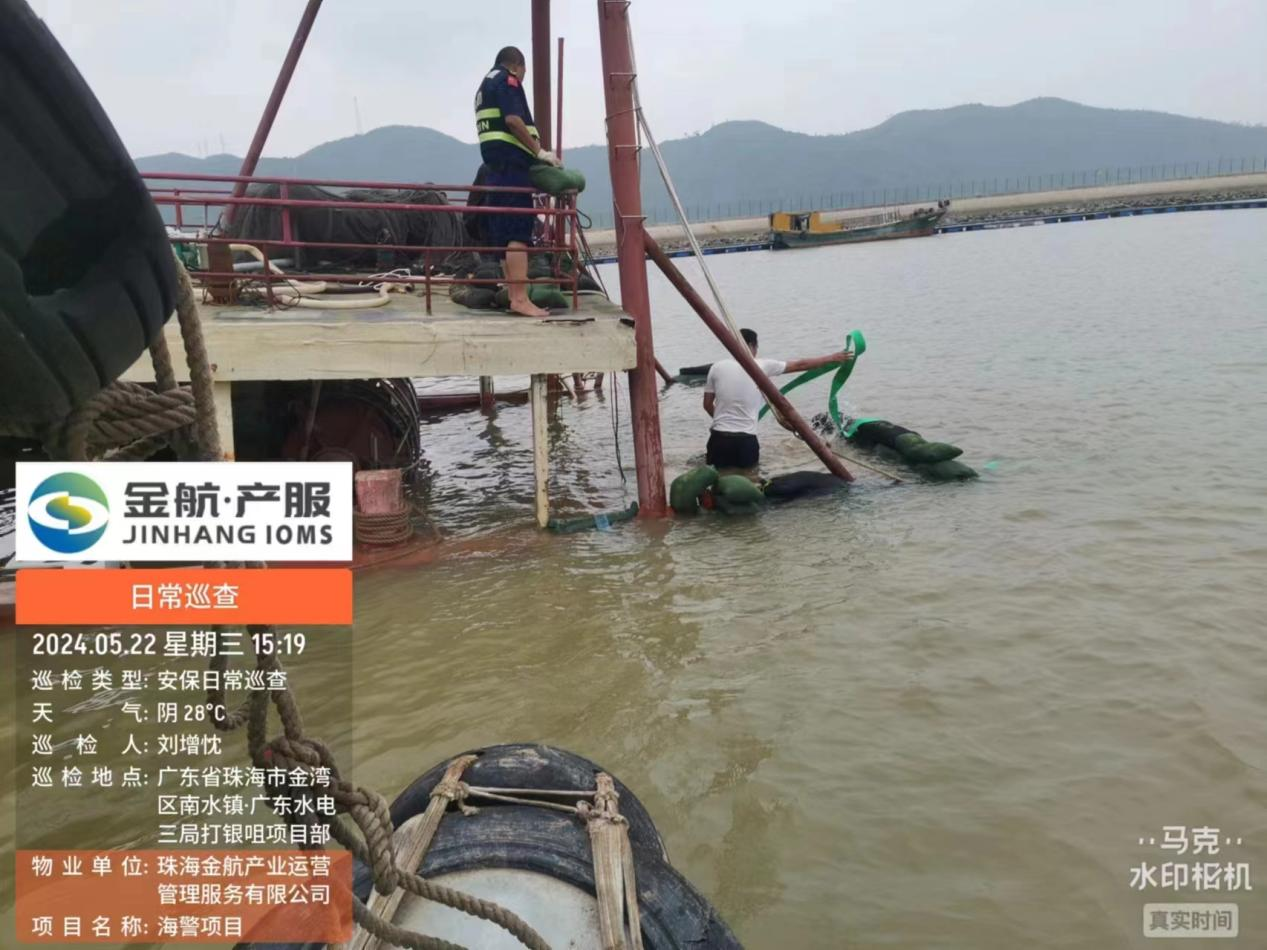 金航·产服
JINHANG IOMS
日常巡查
2024.05.22 星期三 15:19
巡检类型: 安保日常巡查
天气: 阴 28°C
巡检人: 刘增忱
巡检地点: 广东省珠海市金湾
区南水镇·广东水电
三局打银咀项目部
物业单位: 珠海金航产业运营
管理服务有限公司
项目名称: 海警项目
马克
水印相机
真实时间